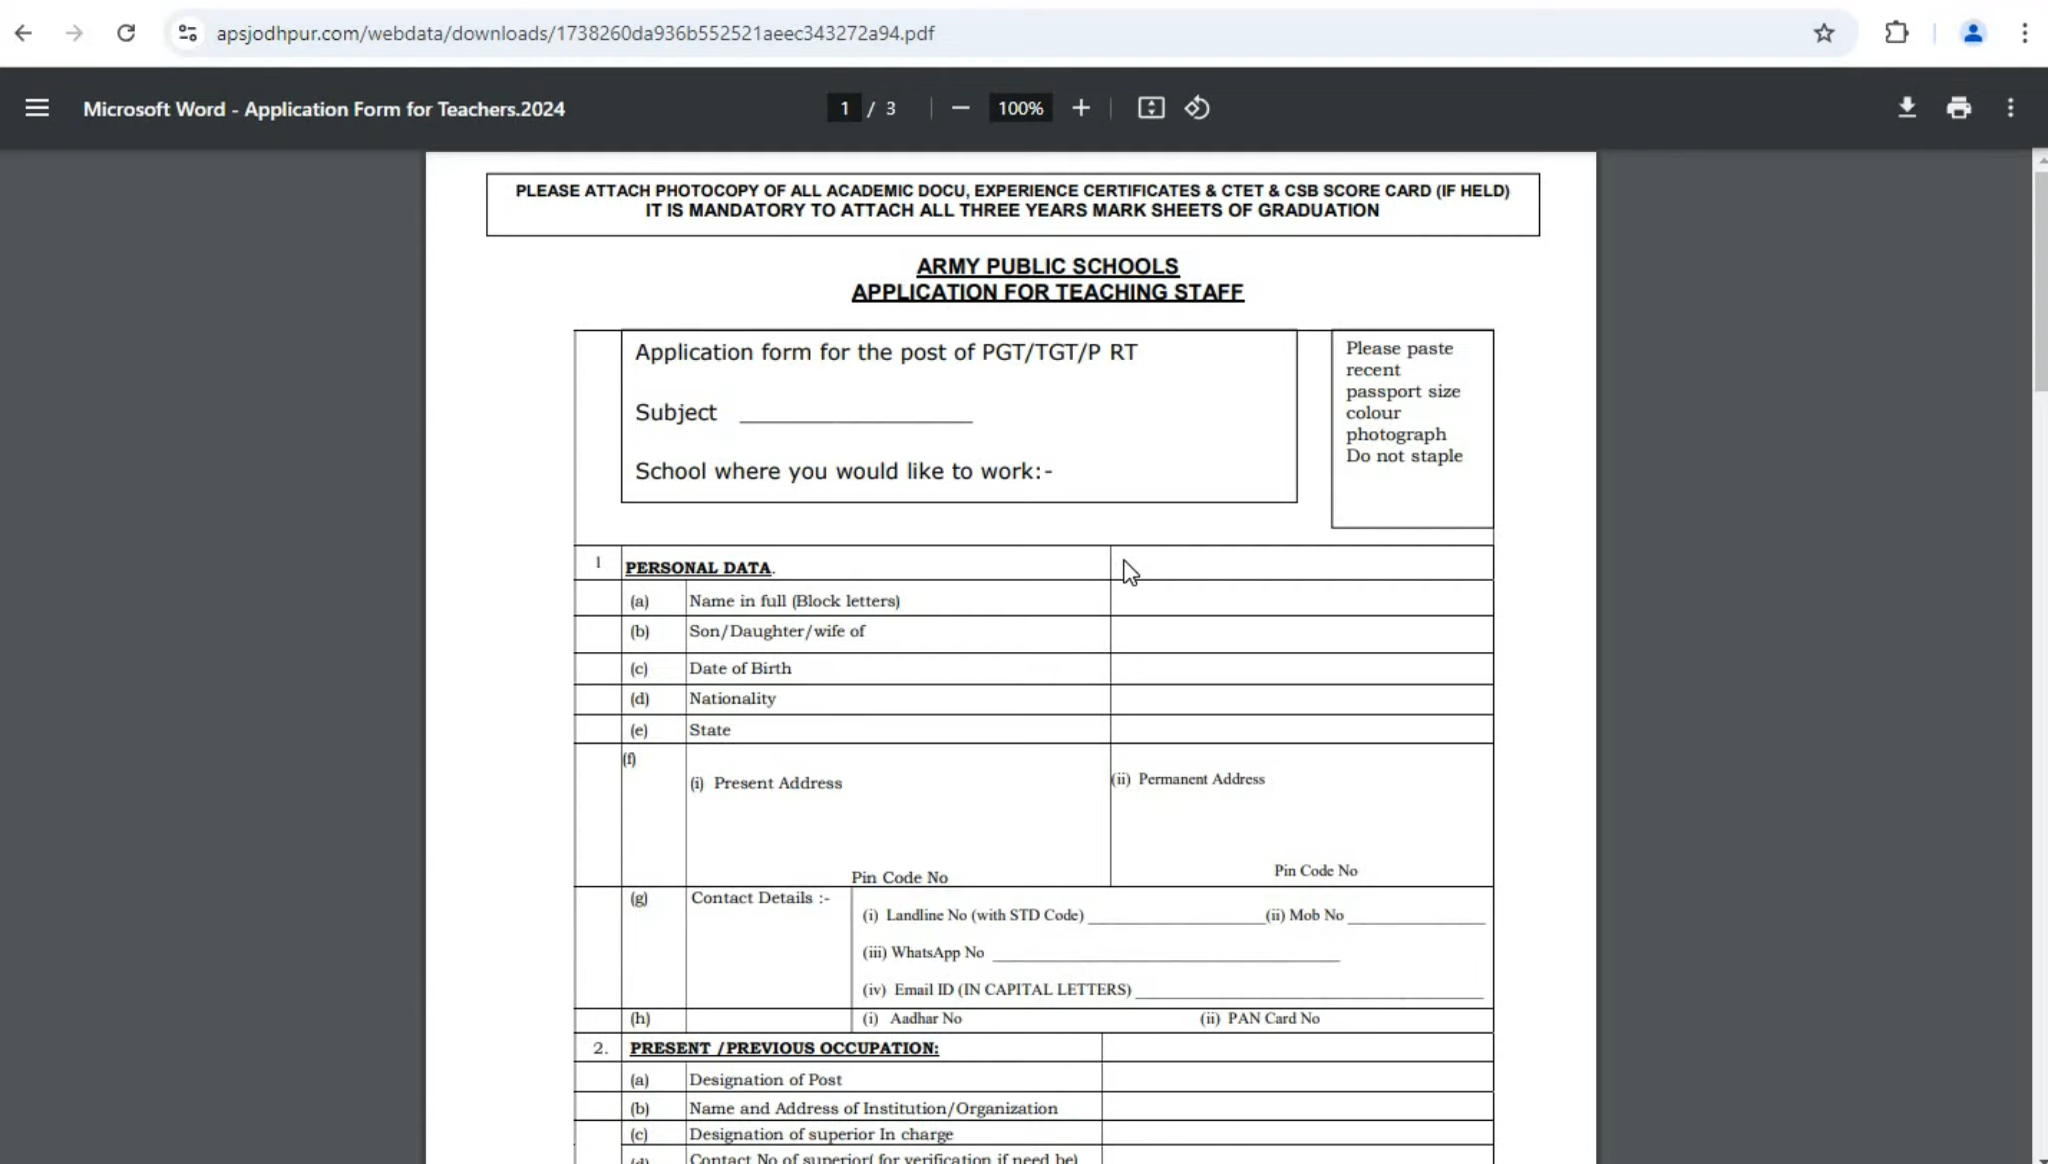 apsjodhpur.com/webdata/downloads/1738260da936b552521aeec343272a94.pdf
Microsoft Word - Application Form for Teachers.2024
1 / 3
100%
PLEASE ATTACH PHOTOCOPY OF ALL ACADEMIC DOCU, EXPERIENCE CERTIFICATES & CTET & CSB SCORE CARD (IF HELD)
IT IS MANDATORY TO ATTACH ALL THREE YEARS MARK SHEETS OF GRADUATION
ARMY PUBLIC SCHOOLS
APPLICATION FOR TEACHING STAFF
Application form for the post of PGT/TGT/P RT
Subject ____________________
School where you would like to work:-
Please paste
recent
passport size
colour
photograph
Do not staple
1 PERSONAL DATA.
(a) Name in full (Block letters)
(b) Son/Daughter/wife of
(c) Date of Birth
(d) Nationality
(e) State
(f)
(i) Present Address
(ii) Permanent Address
Pin Code No
Pin Code No
(g) Contact Details :-
(i) Landline No (with STD Code) ____________________(ii) Mob No ________________
(iii) WhatsApp No ________________________________________
(iv) Email ID (IN CAPITAL LETTERS) ________________________________________
(h) (i) Aadhar No (ii) PAN Card No
2. PRESENT /PREVIOUS OCCUPATION:
(a) Designation of Post
(b) Name and Address of Institution/Organization
(c) Designation of superior In charge
(d) Contact No of superior( for verification if need be)